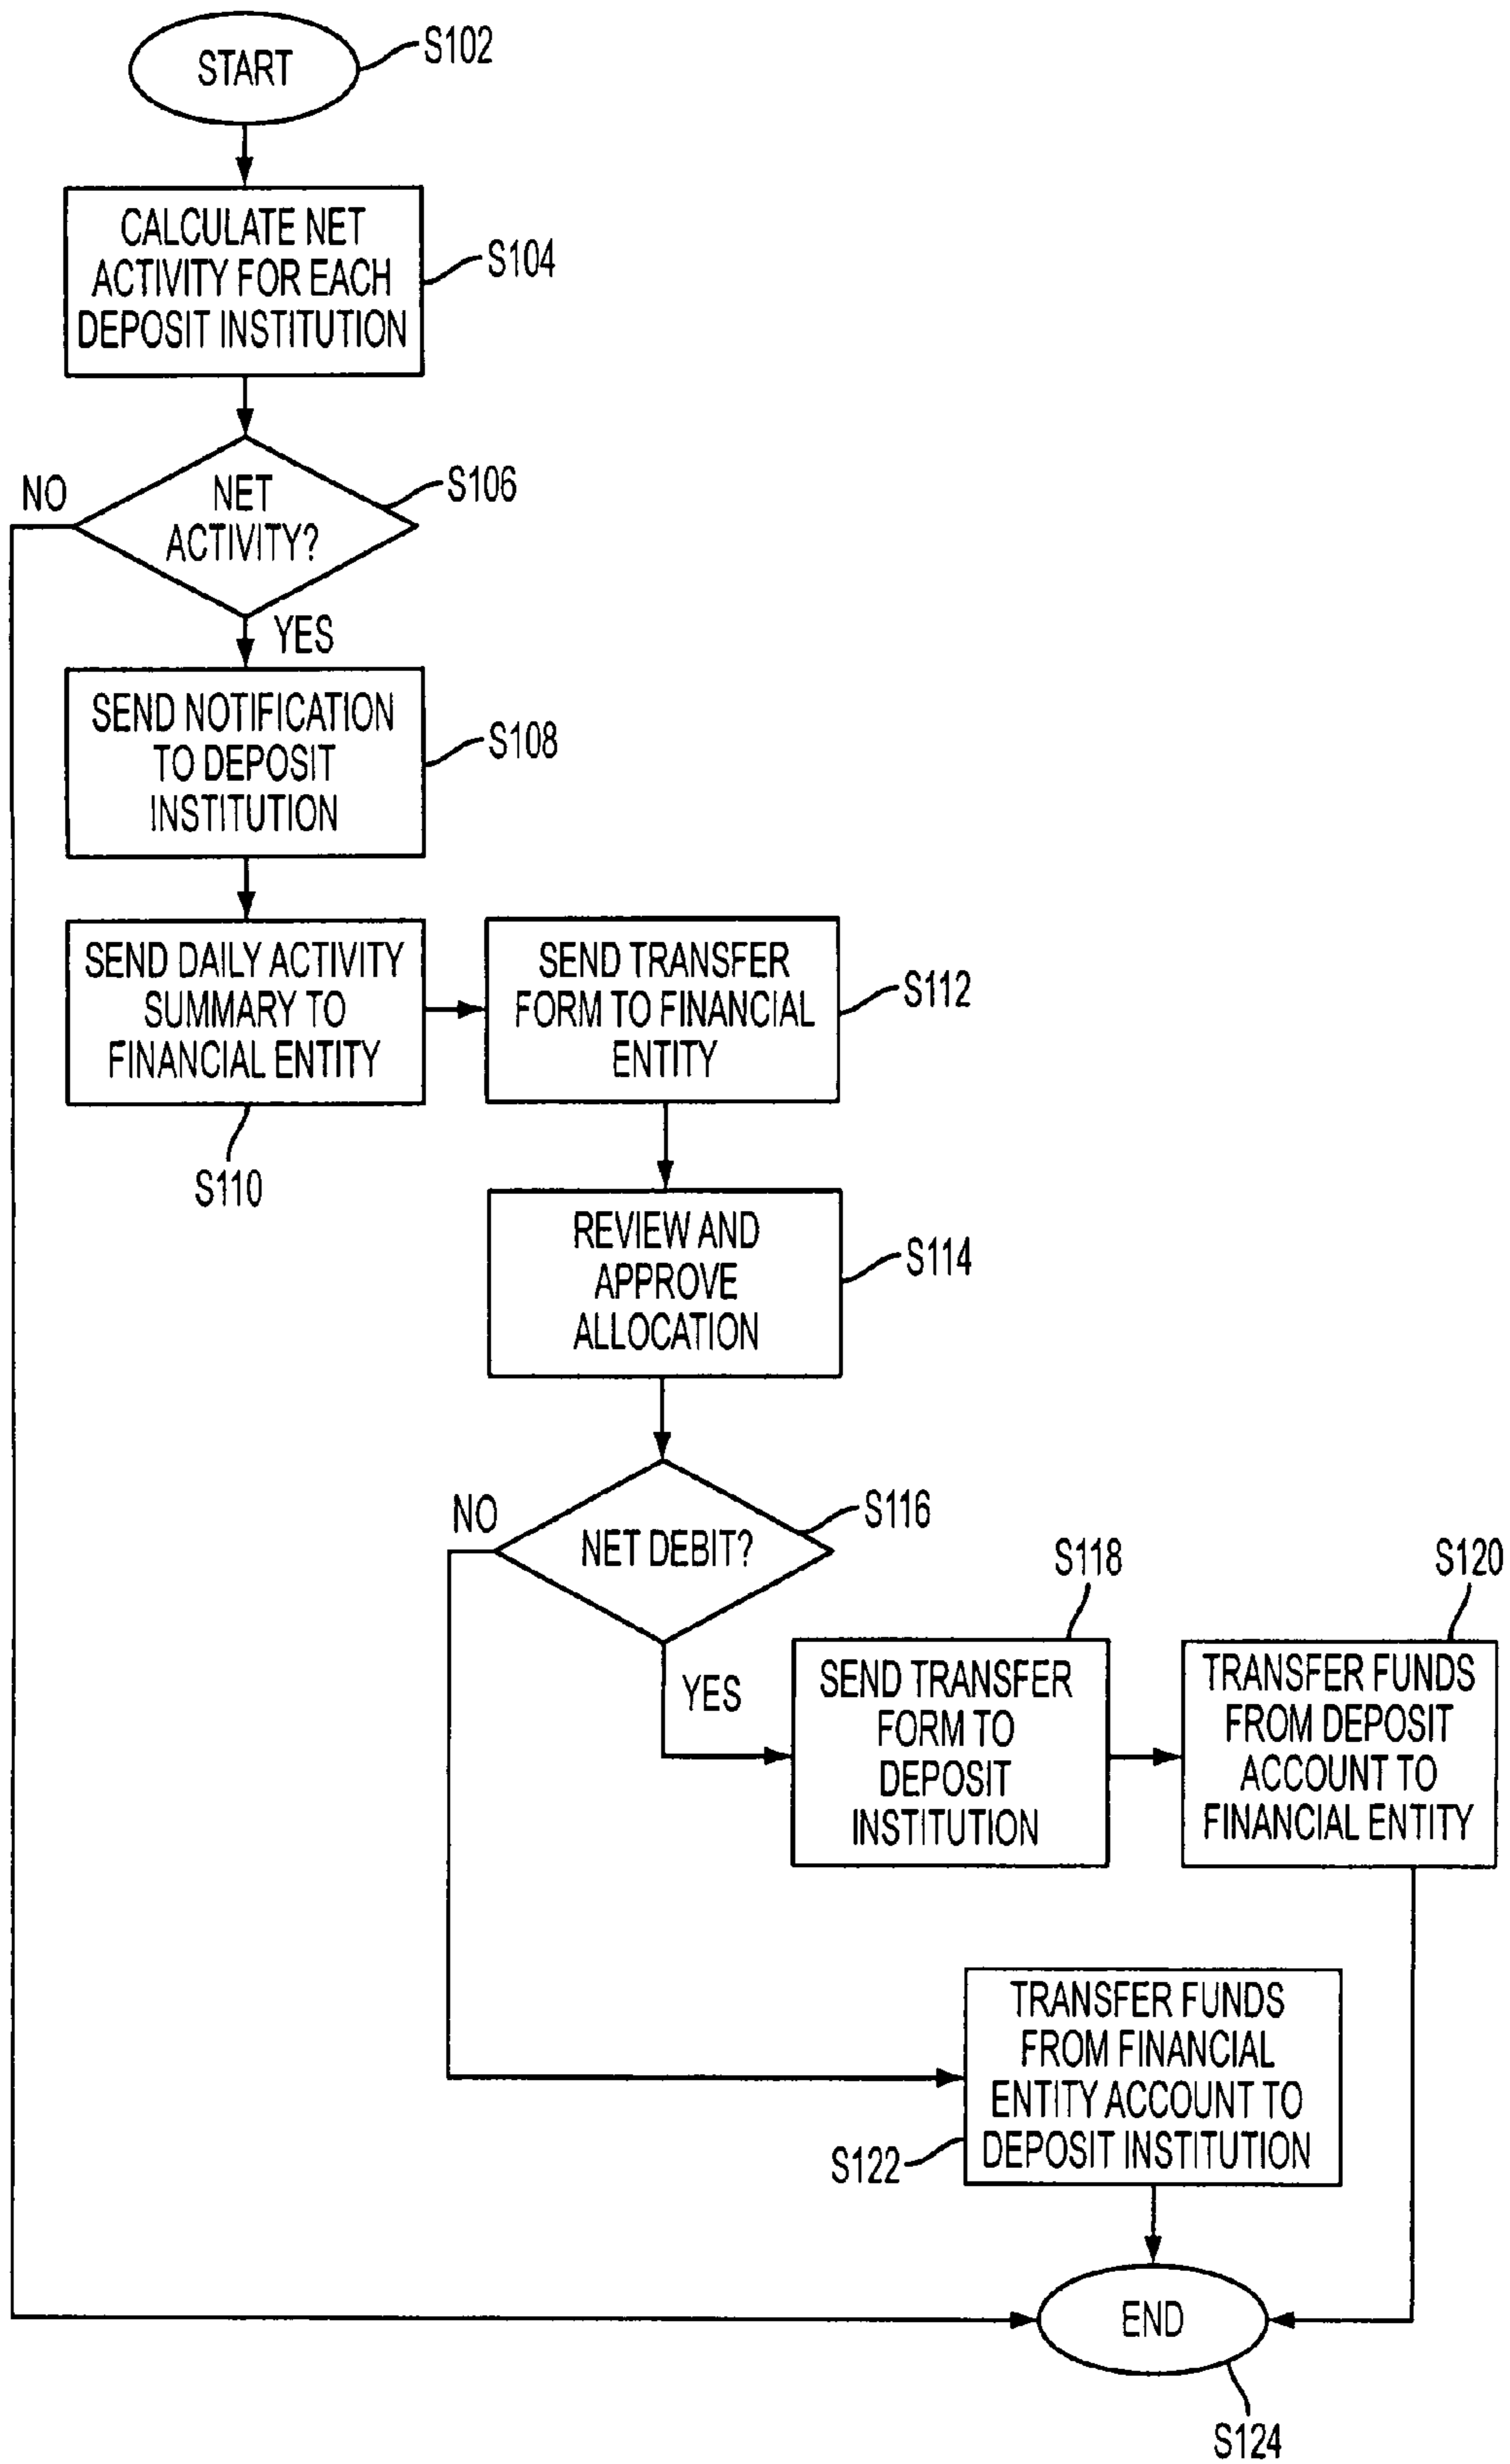 START
S102
CALCULATE NET
ACTIVITY FOR EACH
DEPOSIT INSTITUTION
S104
NO
NET
ACTIVITY?
S106
YES
SEND NOTIFICATION
TO DEPOSIT
INSTITUTION
S108
SEND DAILY ACTIVITY
SUMMARY TO
FINANCIAL ENTITY
S110
SEND TRANSFER
FORM TO FINANCIAL
ENTITY
S112
REVIEW AND
APPROVE
ALLOCATION
S114
NO
NET DEBIT?
S116
YES
S118
SEND TRANSFER
FORM TO
DEPOSIT
INSTITUTION
S120
TRANSFER FUNDS
FROM DEPOSIT
ACCOUNT TO
FINANCIAL ENTITY
TRANSFER FUNDS
FROM FINANCIAL
ENTITY ACCOUNT TO
DEPOSIT INSTITUTION
S122
END
S124